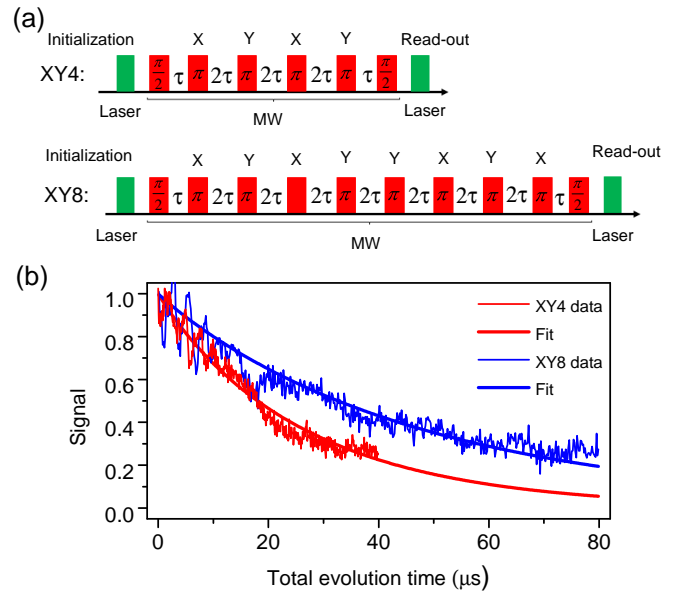 (a)
Initialization X Y X Y Read-out
XY4: π/2 τ π 2τ π 2τ π 2τ π τ π/2
Laser MW Laser
Initialization X Y X Y Y X Y X Read-out
XY8: π/2 τ π 2τ π 2τ 2τ π 2τ π 2τ π 2τ π 2τ π τ π/2
Laser MW Laser
(b)
1.0
0.8
0.6
0.4
0.2
0.0
Signal
XY4 data
Fit
XY8 data
Fit
0 20 40 60 80
Total evolution time (μs)